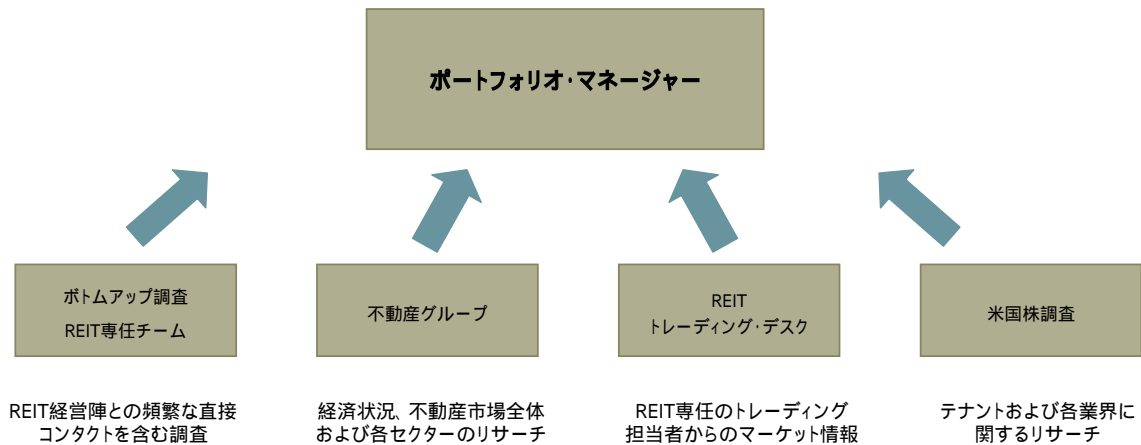 ポートフォリオ・マネージャー
ボトムアップ調査
REIT専任チーム
不動産グループ
REIT
トレーディング・デスク
米国株調査
REIT経営陣との頻繁な直接
コンタクトを含む調査
経済状況、不動産市場全体
および各セクターのリサーチ
REIT専任のトレーディング
担当者からのマーケット情報
テナントおよび各業界に
関するリサーチ